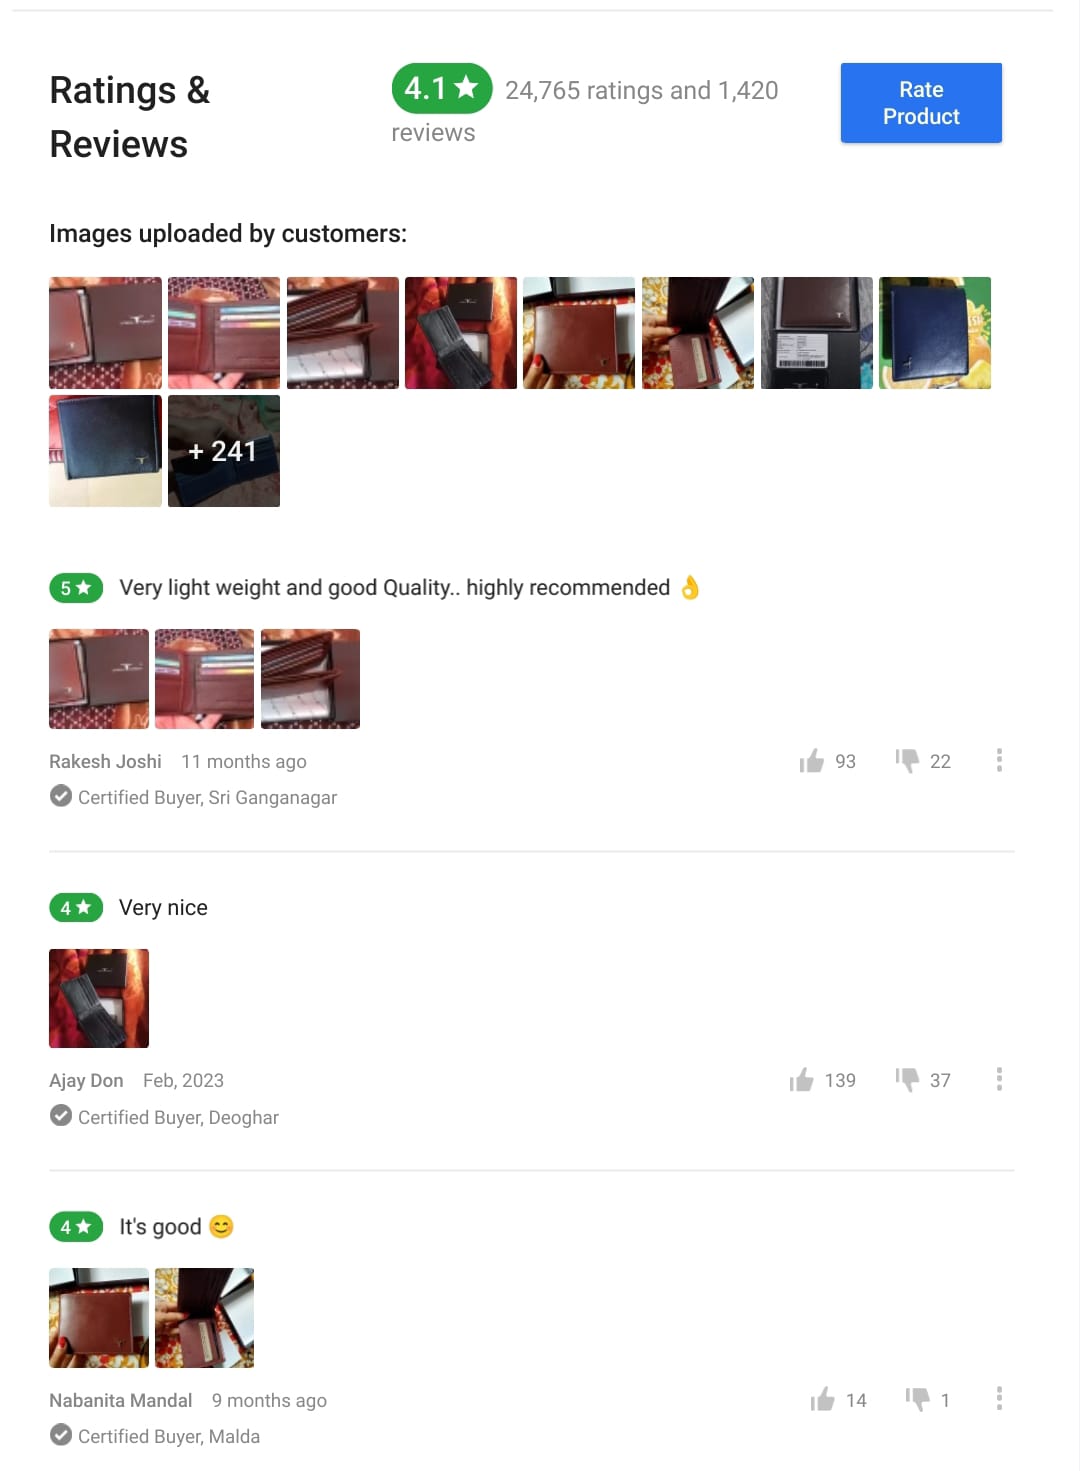 Ratings &
Reviews
4.1★ 24,765 ratings and 1,420
reviews
Rate
Product
Images uploaded by customers:
+ 241
5★ Very light weight and good Quality.. highly recommended 👌
Rakesh Joshi 11 months ago
93 22
Certified Buyer, Sri Ganganagar
4★ Very nice
Ajay Don Feb, 2023
139 37
Certified Buyer, Deoghar
4★ It's good 😊
Nabanita Mandal 9 months ago
14 1
Certified Buyer, Malda